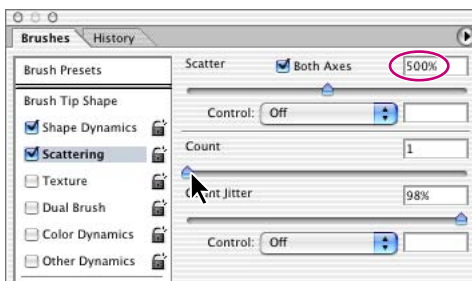 Brushes History
Brush Presets
Brush Tip Shape
Shape Dynamics
Scattering
Texture
Dual Brush
Color Dynamics
Other Dynamics
Scatter Both Axes 500%
Control: Off
Count 1
Jitter 98%
Control: Off